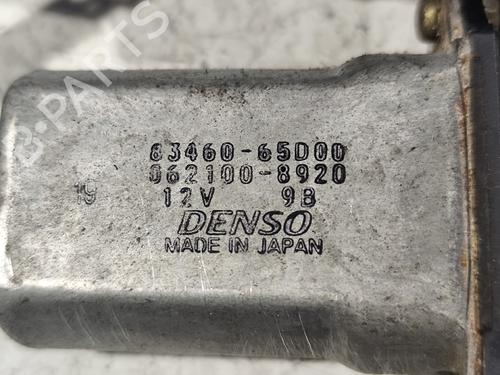 B-PARTS
83460-65D00
062100-8920
19
12V 9B
DENSO
MADE IN JAPAN